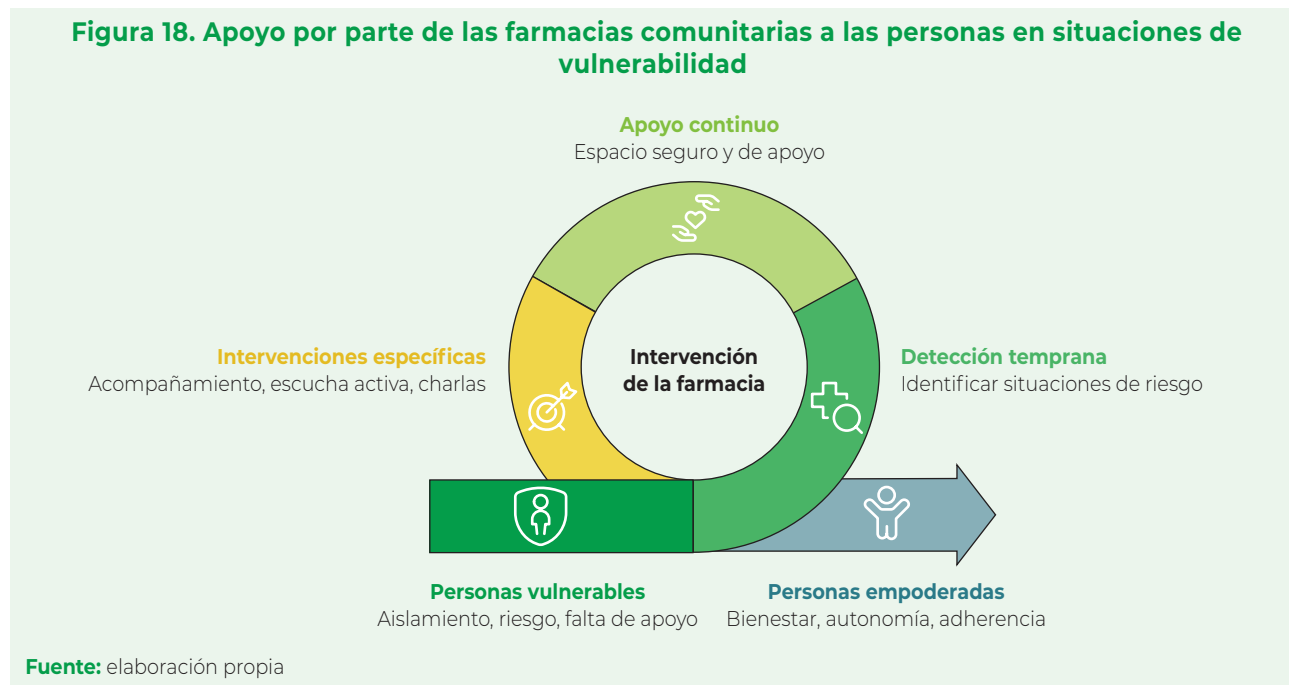 Figura 18. Apoyo por parte de las farmacias comunitarias a las personas en situaciones de
vulnerabilidad
Apoyo continuo
Espacio seguro y de apoyo
Intervenciones específicas
Acompañamiento, escucha activa, charlas
Intervención
de la farmacia
Detección temprana
Identificar situaciones de riesgo
Personas vulnerables
Aislamiento, riesgo, falta de apoyo
Personas empoderadas
Bienestar, autonomía, adherencia
Fuente: elaboración propia